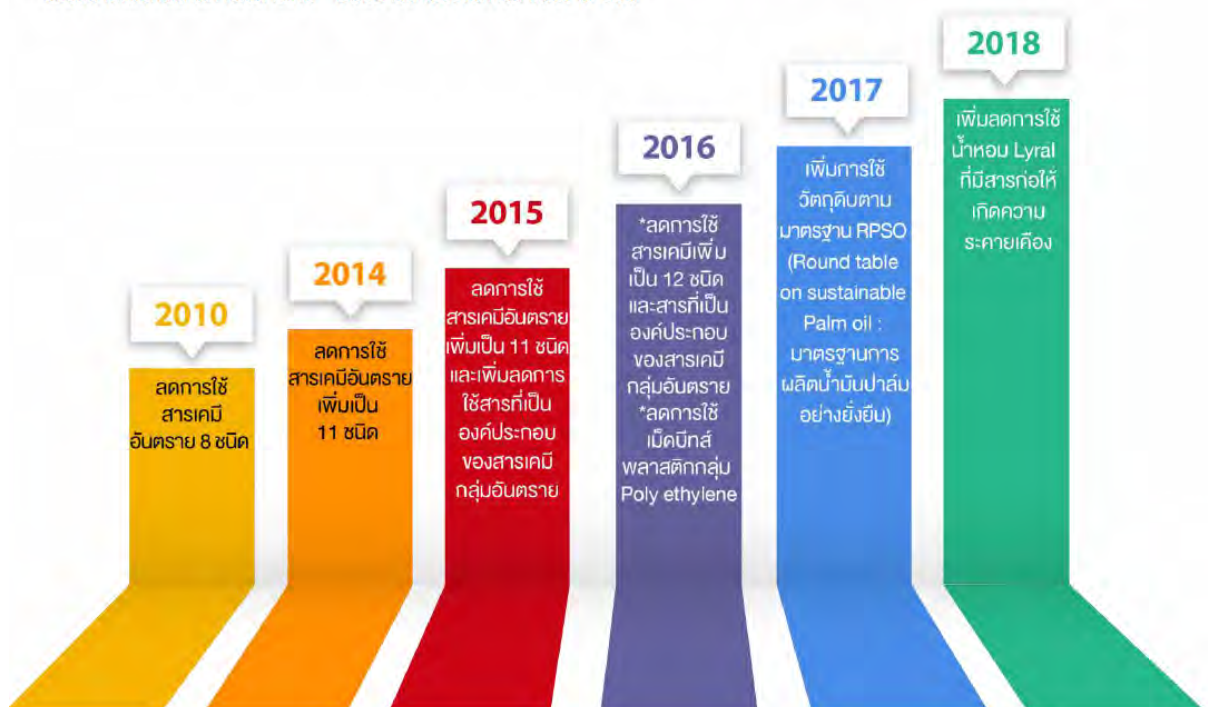 2010
ลดการใช้
สารเคมี
อันตราย 8 ชนิด
2014
ลดการใช้
สารเคมีอันตราย
เพิ่มเป็น
11 ชนิด
2015
ลดการใช้
สารเคมีอันตราย
เพิ่มเป็น 11 ชนิด
และเพิ่มลดการ
ใช้สารที่เป็น
องค์ประกอบ
ของสารเคมี
กลุ่มอันตราย
2016
*ลดการใช้
สารเคมีเพิ่ม
เป็น 12 ชนิด
และสารที่เป็น
องค์ประกอบ
ของสารเคมี
กลุ่มอันตราย
*ลดการใช้
เม็ดบีทส์
พลาสติกกลุ่ม
Poly ethylene
2017
เพิ่มการใช้
วัตถุดิบตาม
มาตรฐาน RPSO
(Round table
on sustainable
Palm oil :
มาตรฐานการ
ผลิตน้ำมันปาล์ม
อย่างยั่งยืน)
2018
เพิ่มลดการใช้
น้ำหอม Lyral
ที่มีสารก่อให้
เกิดความ
ระคายเคือง